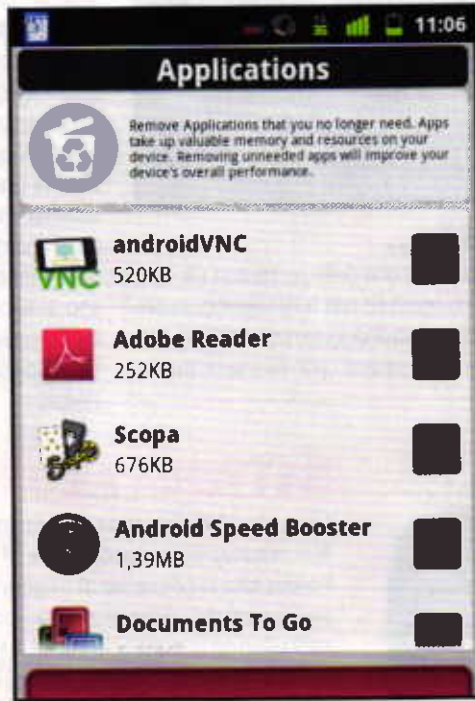 11:06
Applications
Remove Applications that you no longer need. Apps
take up valuable memory and resources on your
device. Removing unneeded apps will improve your
device's overall performance.
androidVNC
VNC
520KB
Adobe Reader
252KB
Scopa
676KB
Android Speed Booster
1,39MB
Documents To Go